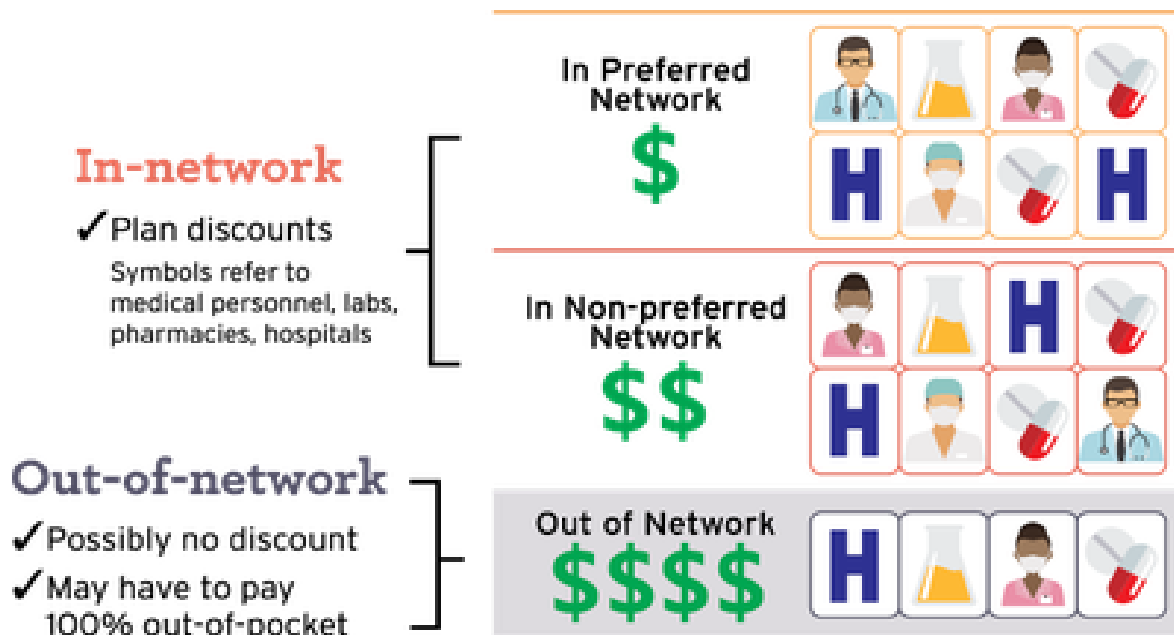 In-network
✓ Plan discounts
Symbols refer to
medical personnel, labs,
pharmacies, hospitals
In Preferred
Network
$
H H
In Non-preferred
Network
$$
H
H
Out-of-network
✓ Possibly no discount
✓ May have to pay
100% out-of-pocket
Out of Network
$$$$
H